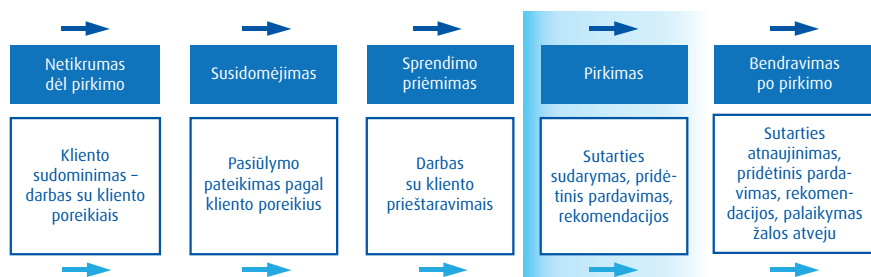 Netikrumas
dėl pirkimo
Susidomėjimas
Sprendimo
priėmimas
Pirkimas
Bendravimas
po pirkimo
Kliento
sudominimas –
darbas su kliento
poreikiais
Pasiūlymo
pateikimas pagal
kliento poreikius
Darbas
su kliento
prieštaravimais
Sutarties
sudarymas, pridė-
tinis pardavimas,
rekomendacijos
Sutarties
atnaujinimas,
pridėtinis parda-
vimas, rekomen-
dacijos, palaikymas
žalos atveju